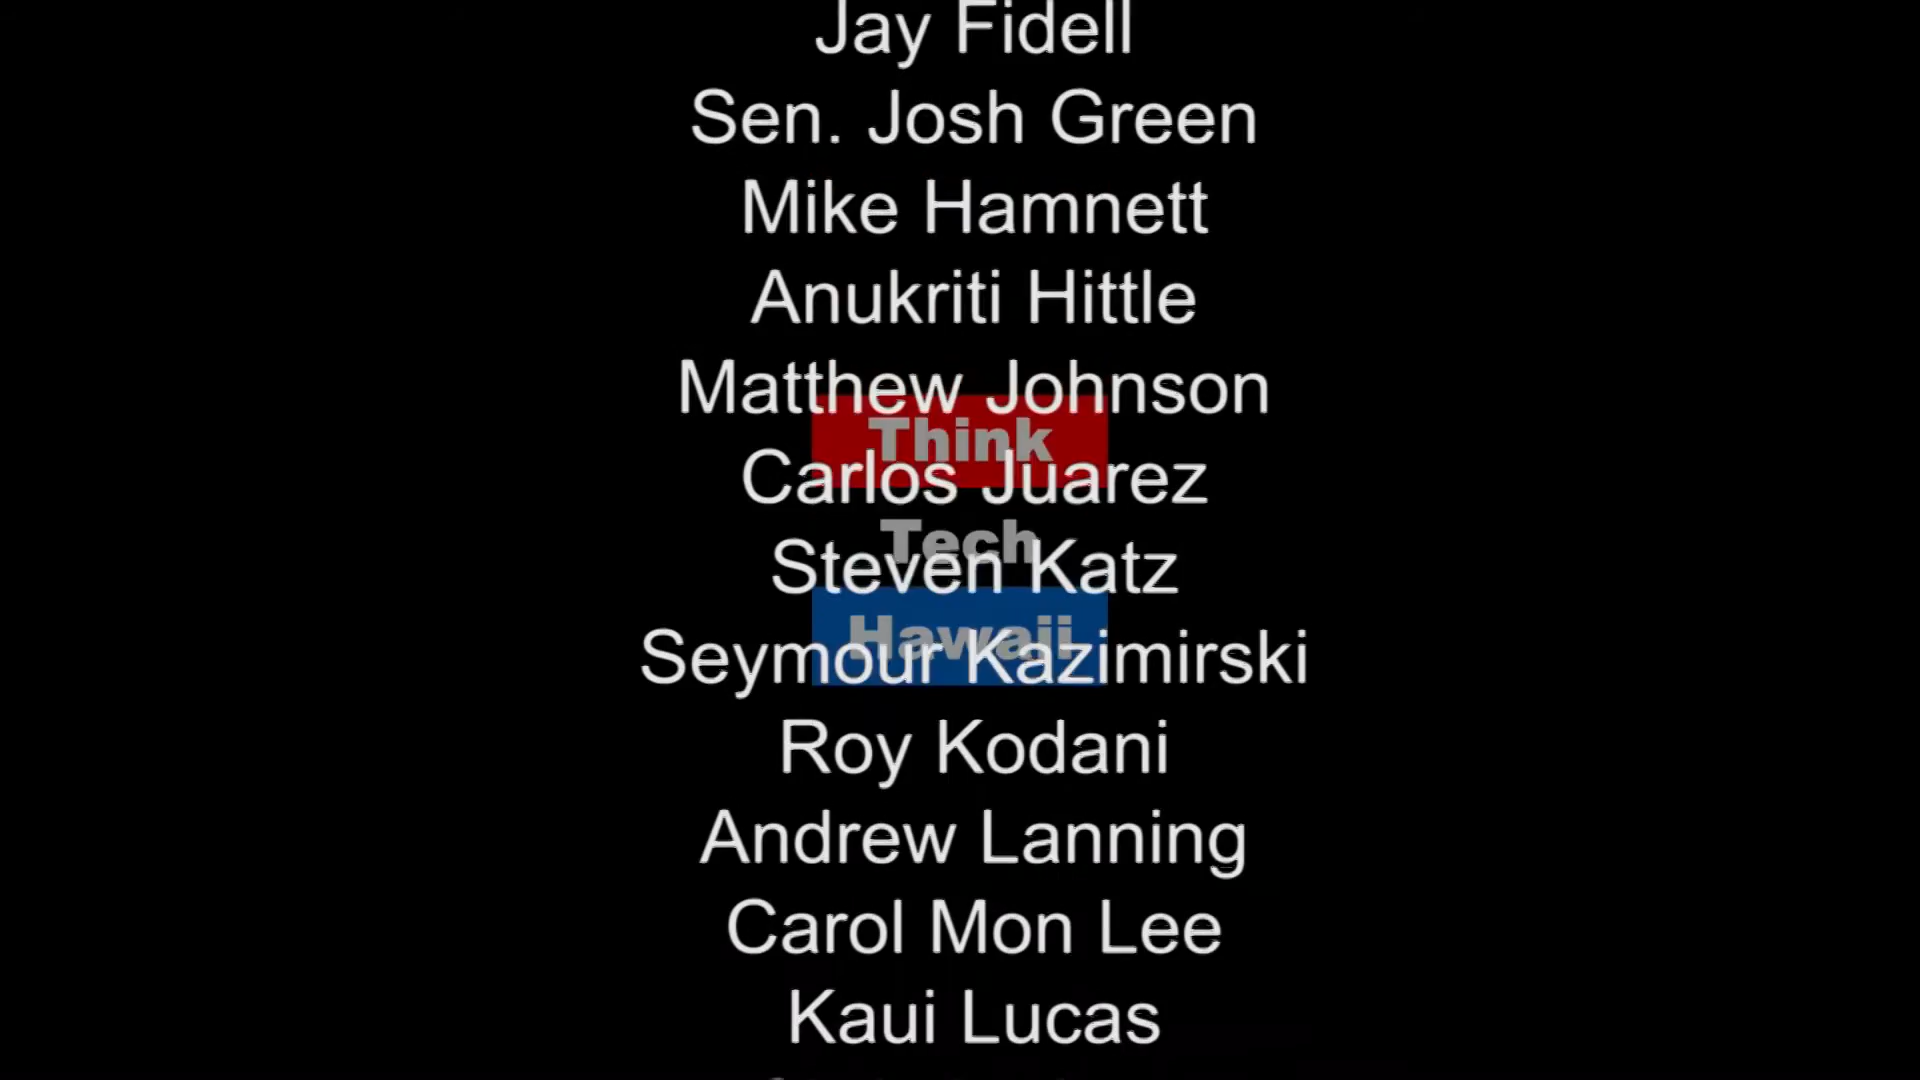 Jay Fidell
Sen. Josh Green
Mike Hamnett
Anukriti Hittle
Matthew Johnson
Think
Carlos Juarez
Tech
Steven Katz
Hawaii
Seymour Kazimirski
Roy Kodani
Andrew Lanning
Carol Mon Lee
Kaui Lucas